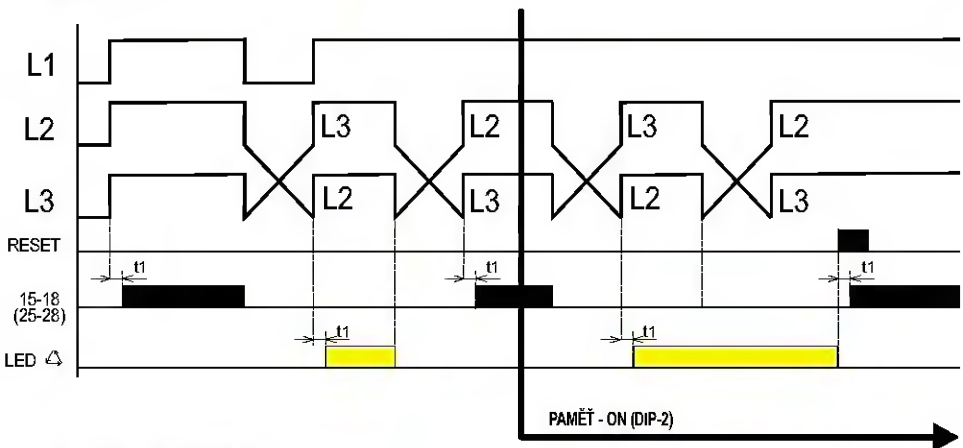 L1
L2
L3
L2
L3
L2
L3
L2
L3
L2
L3
RESET
t1
t1
t1
15-18
(25-28)
t1
t1
LED
PAMĚŤ - ON (DIP-2)